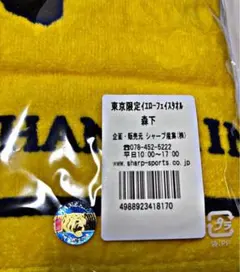 東京限定イエローフェイスタオル
森下
企画・販売元 シャープ産業(株)
☎078-452-5222
平日10:00~17:00
www.sharp-sports.co.jp
4988923418170
HAN
I